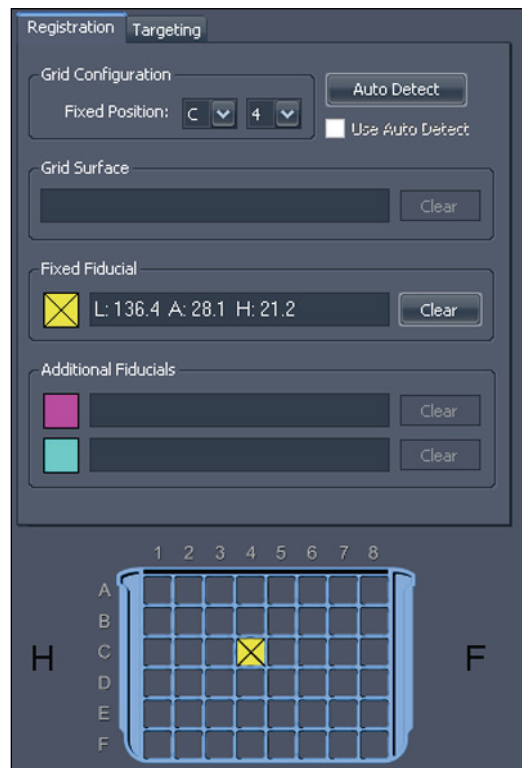 Registration Targeting
Grid Configuration
Fixed Position: C 4
Auto Detect
Use Auto Detect
Grid Surface
Clear
Fixed Fiducial
L: 136.4 A: 28.1 H: 21.2 Clear
Additional Fiducials
Clear
Clear
1 2 3 4 5 6 7 8
A
B
H C F
D
E
F